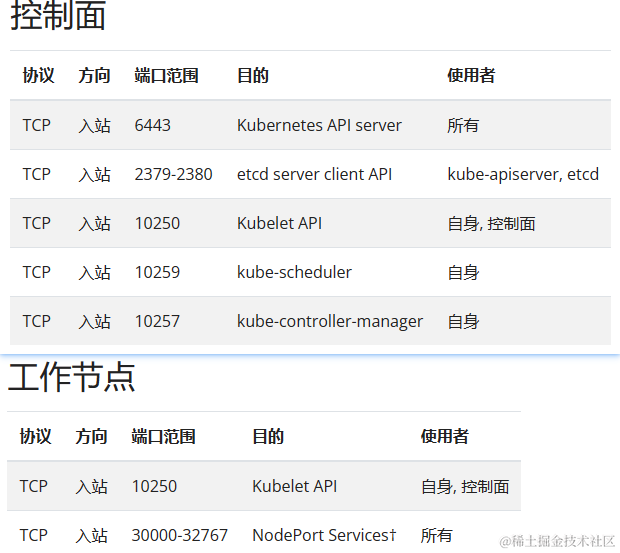 控制面
协议 方向 端口范围 目的 使用者
TCP 入站 6443 Kubernetes API server 所有
TCP 入站 2379-2380 etcd server client API kube-apiserver, etcd
TCP 入站 10250 Kubelet API 自身, 控制面
TCP 入站 10259 kube-scheduler 自身
TCP 入站 10257 kube-controller-manager 自身
工作节点
协议 方向 端口范围 目的 使用者
TCP 入站 10250 Kubelet API 自身, 控制面
TCP 入站 30000-32767 NodePort Services† 所有
@稀土掘金技术社区